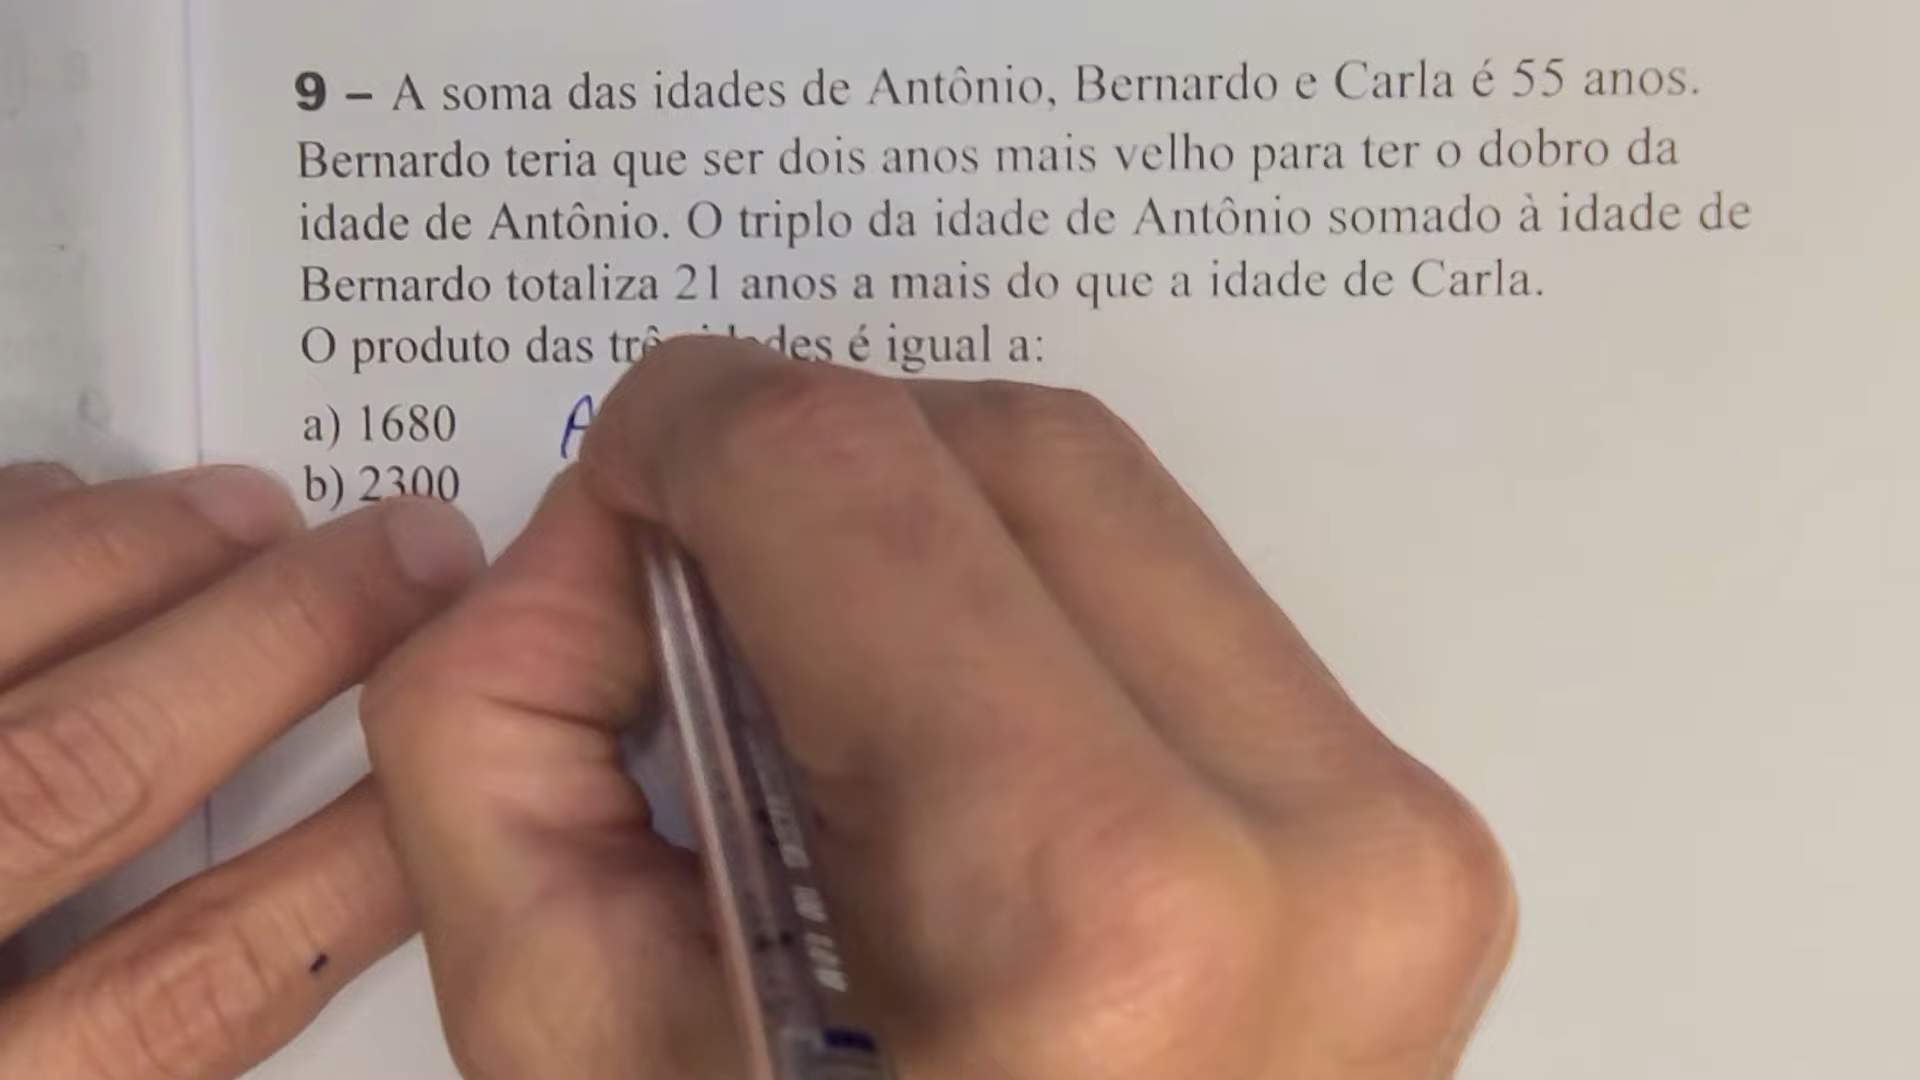 9 – A soma das idades de Antônio, Bernardo e Carla é 55 anos.
Bernardo teria que ser dois anos mais velho para ter o dobro da
idade de Antônio. O triplo da idade de Antônio somado à idade de
Bernardo totaliza 21 anos a mais do que a idade de Carla.
O produto das é igual a:
a) 1680
b) 2300
A